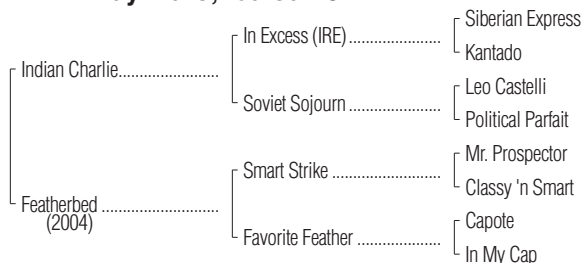 Siberian Express
In Excess (IRE)
Kantado
Indian Charlie
Leo Castelli
Soviet Sojourn
Political Parfait
Mr. Prospector
Smart Strike
Classy 'n Smart
Featherbed
(2004)
Capote
Favorite Feather
In My Cap